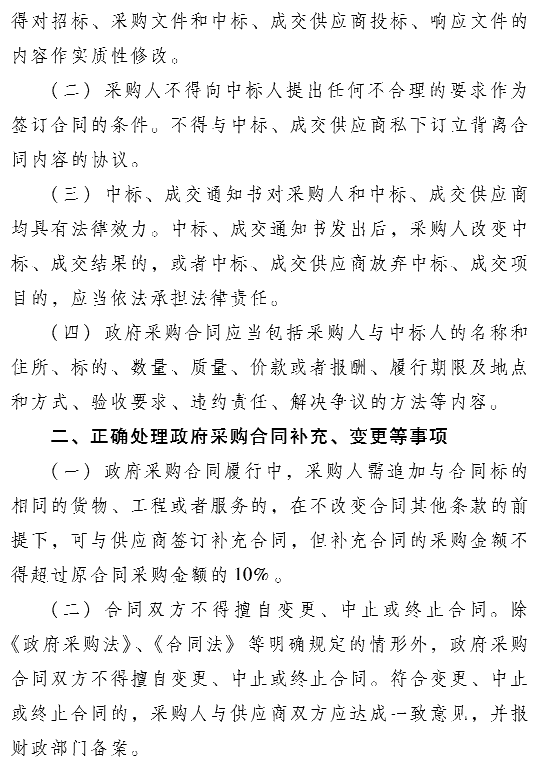 得对招标、采购文件和中标、成交供应商投标、响应文件的
内容作实质性修改。
（二）采购人不得向中标人提出任何不合理的要求作为
签订合同的条件。不得与中标、成交供应商私下订立背离合
同内容的协议。
（三）中标、成交通知书对采购人和中标、成交供应商
均具有法律效力。中标、成交通知书发出后，采购人改变中
标、成交结果的，或者中标、成交供应商放弃中标、成交项
目的，应当依法承担法律责任。
（四）政府采购合同应当包括采购人与中标人的名称和
住所、标的、数量、质量、价款或者报酬、履行期限及地点
和方式、验收要求、违约责任、解决争议的方法等内容。
二、正确处理政府采购合同补充、变更等事项
（一）政府采购合同履行中，采购人需追加与合同标的
相同的货物、工程或者服务的，在不改变合同其他条款的前
提下，可与供应商签订补充合同，但补充合同的采购金额不
得超过原合同采购金额的10%。
（二）合同双方不得擅自变更、中止或终止合同。除
《政府采购法》、《合同法》等明确规定的情形外，政府采购
合同双方不得擅自变更、中止或终止合同。符合变更、中止
或终止合同的，采购人与供应商双方应达成一致意见，并报
财政部门备案。